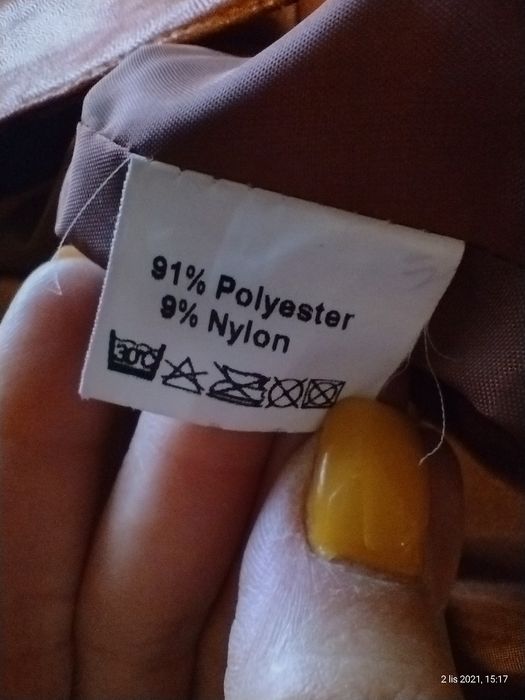 91% Polyester
9% Nylon
30°C
2 lis 2021, 15:17